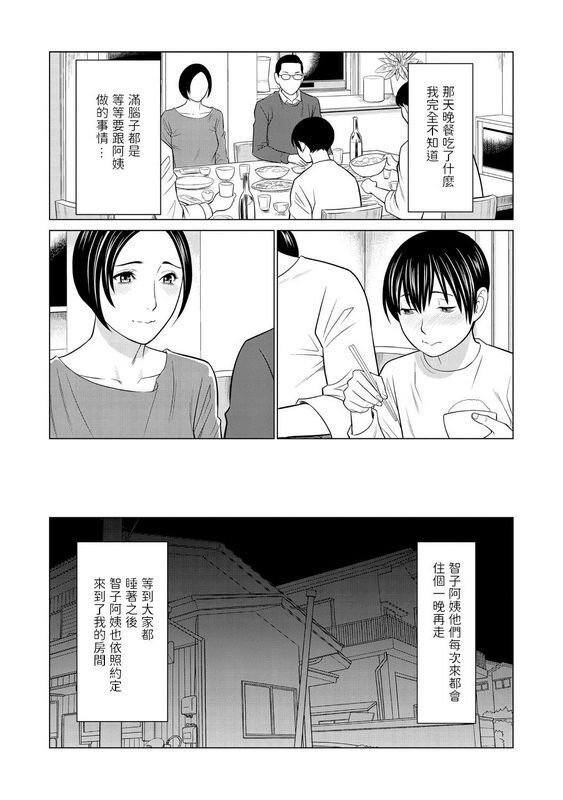 那天晚餐吃了什麼
我完全不知道
滿腦子都是
等等要跟阿姨
做的事情…
智子阿姨他們每次來都會
住個一晚再走
等到大家都
睡著之後
智子阿姨也依照約定
來到了我的房間